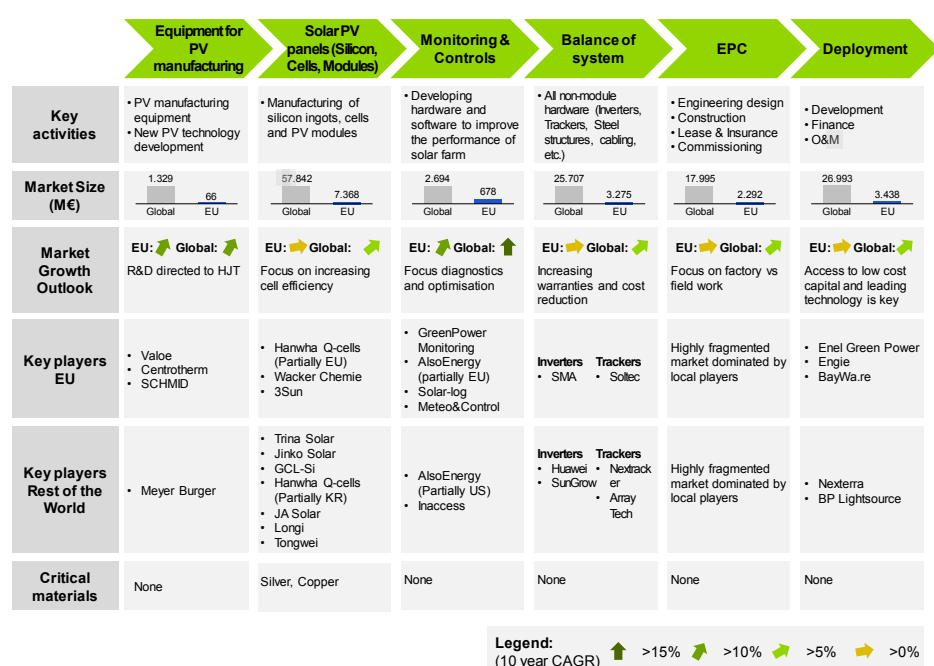 Equipment for
PV
manufacturing
Solar PV
panels (Silicon,
Cells, Modules)
Monitoring &
Controls
Balance of
system
EPC
Deployment
Key
activities
• PV manufacturing
equipment
• New PV technology
development
• Manufacturing of
silicon ingots, cells
and PV modules
• Developing
hardware and
software to improve
the performance of
solar farm
• All non-module
hardware (Inverters,
Trackers, Steel
structures, cabling,
etc.)
• Engineering design
• Construction
• Lease & Insurance
• Commissioning
• Development
• Finance
• O&M
Market Size
(M€)
1.329
66
Global EU
57.842
7.368
Global EU
2.694
678
Global EU
25.707
3.275
Global EU
17.995
2.292
Global EU
26.993
3.438
Global EU
Market
Growth
Outlook
EU: Global:
R&D directed to HJT
EU: Global:
Focus on increasing
cell efficiency
EU: Global:
Focus diagnostics
and optimisation
EU: Global:
Increasing
warranties and cost
reduction
EU: Global:
Focus on factory vs
field work
EU: Global:
Access to low cost
capital and leading
technology is key
Key players
EU
• Valoe
• Centrotherm
• SCHMID
• Hanwha Q-cells
(Partially EU)
• Wacker Chemie
• 3Sun
• GreenPower
Monitoring
• AlsoEnergy
(partially EU)
• Solar-log
• Meteo&Control
Inverters Trackers
• SMA • Soltec
Highly fragmented
market dominated by
local players
• Enel Green Power
• Engie
• BayWa.re
Key players
Rest of the
World
• Meyer Burger
• Trina Solar
• Jinko Solar
• GCL-Si
• Hanwha Q-cells
(Partially KR)
• JA Solar
• Longi
• Tongwei
• AlsoEnergy
(Partially US)
• Inaccess
Inverters Trackers
• Huawei • Nextrack
• SunGrow er
• Array
Tech
Highly fragmented
market dominated by
local players
• Nexterra
• BP Lightsource
Critical
materials
None
Silver, Copper
None
None
None
None
Legend:
(10 year CAGR) >15% >10% >5% >0%